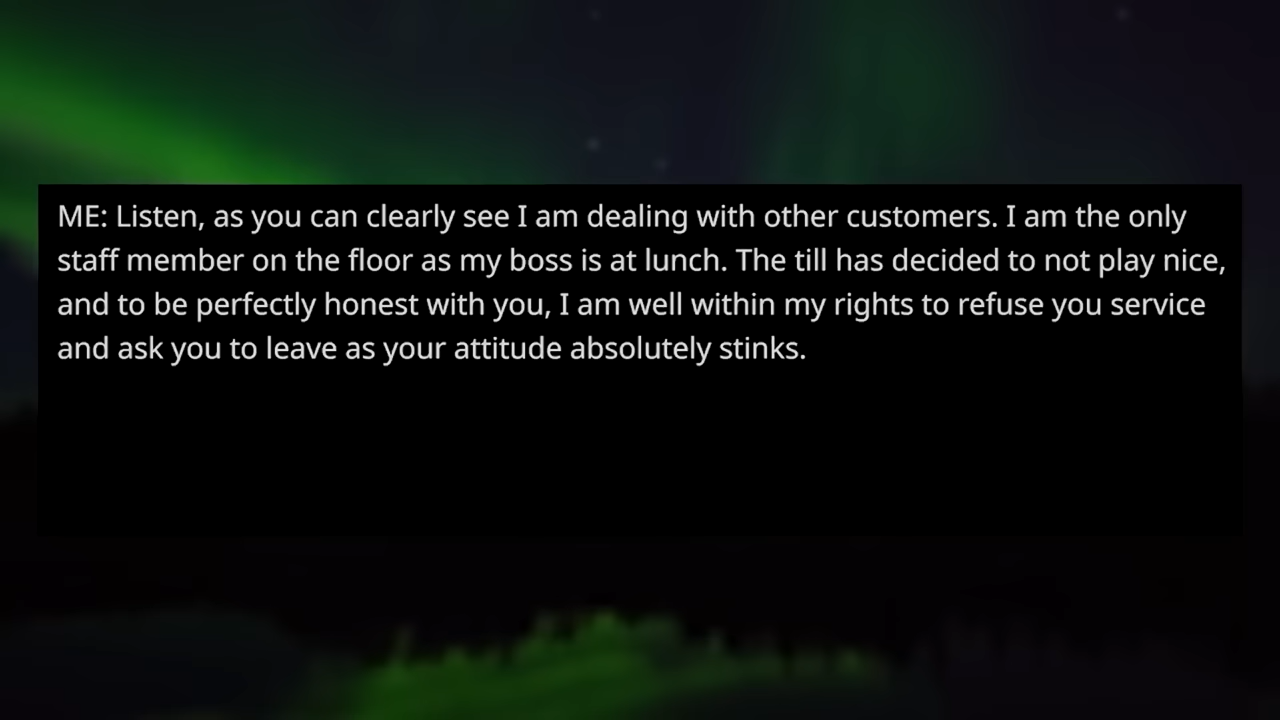 ME: Listen, as you can clearly see I am dealing with other customers. I am the only
staff member on the floor as my boss is at lunch. The till has decided to not play nice,
and to be perfectly honest with you, I am well within my rights to refuse you service
and ask you to leave as your attitude absolutely stinks.